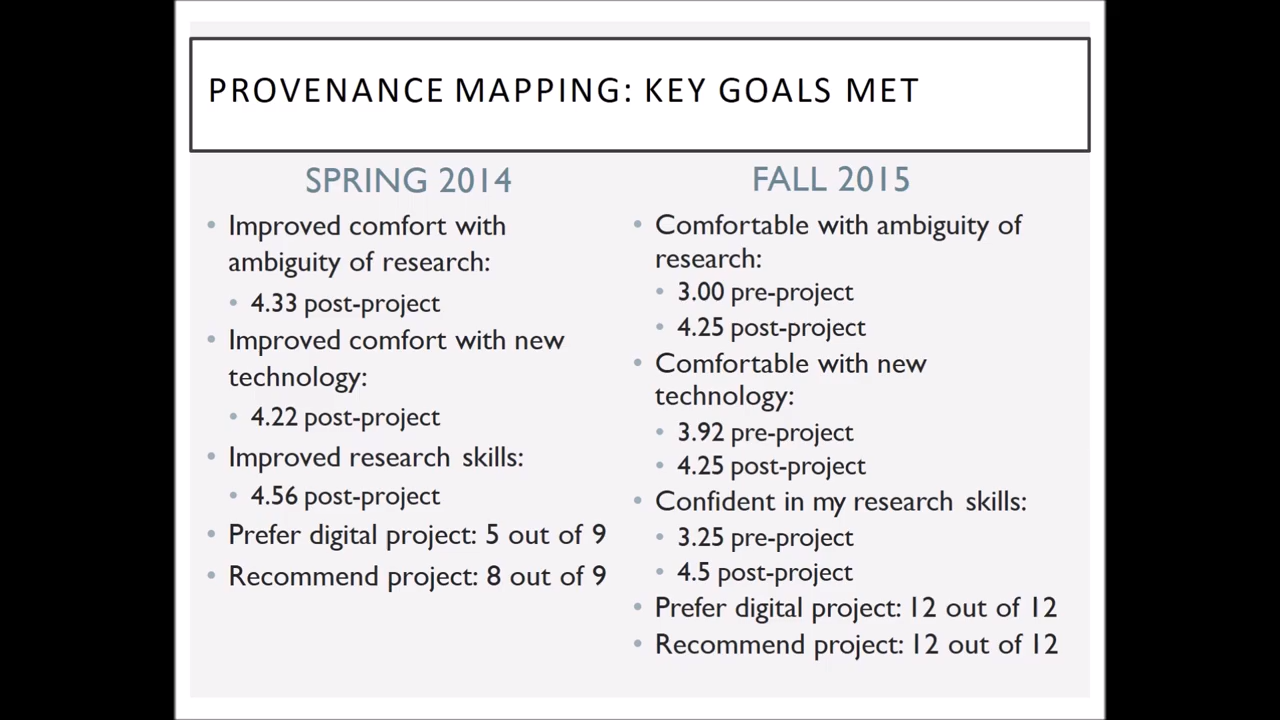 PROVENANCE MAPPING: KEY GOALS MET
SPRING 2014
• Improved comfort with
ambiguity of research:
• 4.33 post-project
• Improved comfort with new
technology:
• 4.22 post-project
• Improved research skills:
• 4.56 post-project
• Prefer digital project: 5 out of 9
• Recommend project: 8 out of 9
FALL 2015
• Comfortable with ambiguity of
research:
• 3.00 pre-project
• 4.25 post-project
• Comfortable with new
technology:
• 3.92 pre-project
• 4.25 post-project
• Confident in my research skills:
• 3.25 pre-project
• 4.5 post-project
• Prefer digital project: 12 out of 12
• Recommend project: 12 out of 12